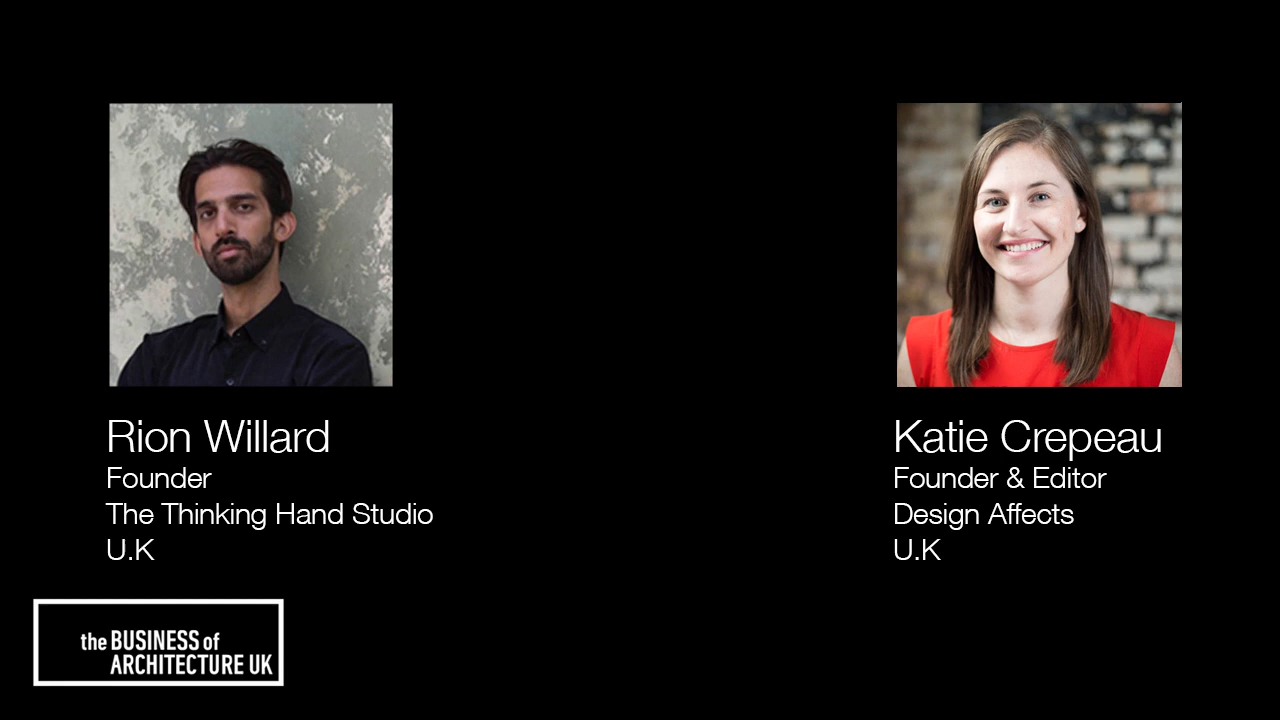 Rion Willard
Founder
The Thinking Hand Studio
U.K
Katie Crepeau
Founder & Editor
Design Affects
U.K
the BUSINESS of
ARCHITECTURE UK